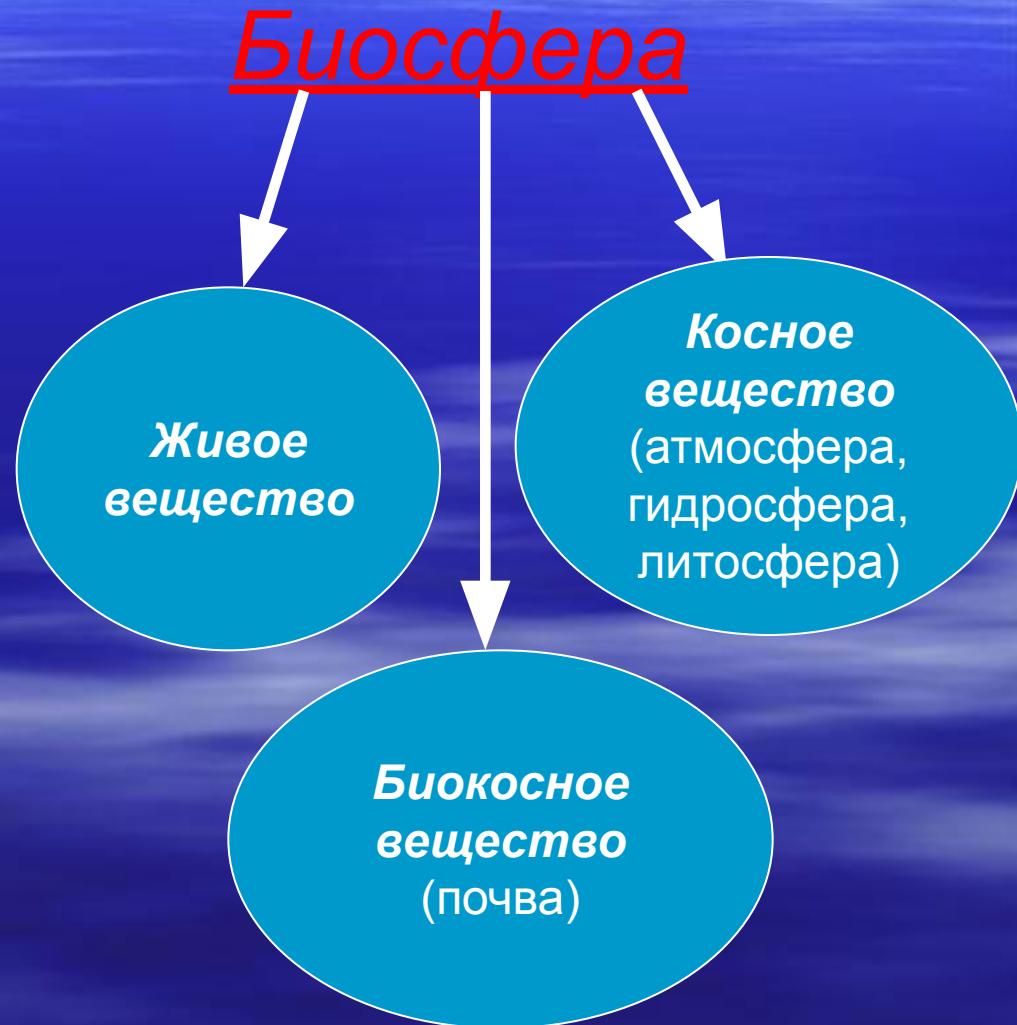 Биосфера
Живое
вещество
Косное
вещество
(атмосфера,
гидросфера,
литосфера)
Биокосное
вещество
(почва)